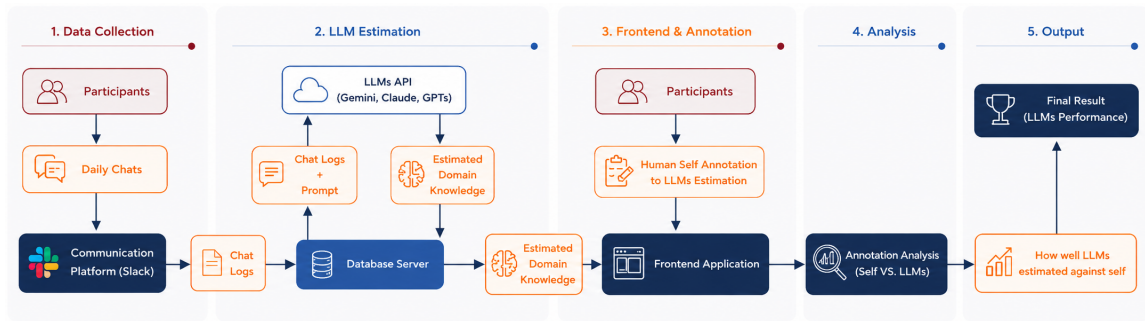 1. Data Collection
Participants
Daily Chats
Communication
Platform (Slack)
Chat
Logs
2. LLM Estimation
LLMs API
(Gemini, Claude, GPTs)
Chat Logs
+
Prompt
Estimated
Domain
Knowledge
Database Server
Estimated
Domain
Knowledge
3. Frontend & Annotation
Participants
Human Self Annotation
to LLMs Estimation
Frontend Application
4. Analysis
Annotation Analysis
(Self VS. LLMs)
5. Output
Final Result
(LLMs Performance)
How well LLMs
estimated against self